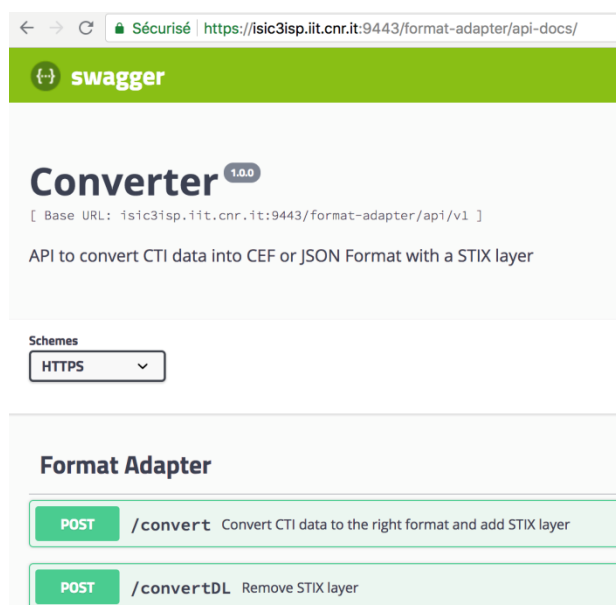 Sécurisé | https://isic3isp.iit.cnr.it:9443/format-adapter/api-docs/
{···} swagger
Converter 1.0.0
[ Base URL: isic3isp.iit.cnr.it:9443/format-adapter/api/v1 ]
API to convert CTI data into CEF or JSON Format with a STIX layer
Schemes
HTTPS
Format Adapter
POST /convert Convert CTI data to the right format and add STIX layer
POST /convertDL Remove STIX layer